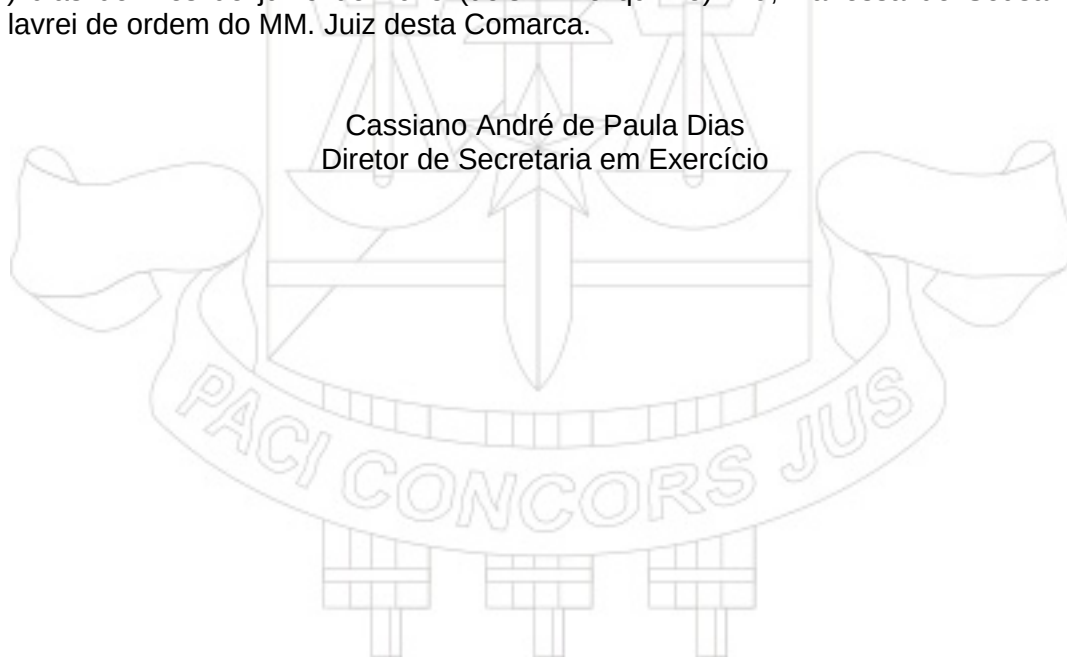 lavrei de ordem do MM. Juiz desta Comarca.
Cassiano André de Paula Dias
Diretor de Secretaria em Exercício
PACI CONCORS JUS